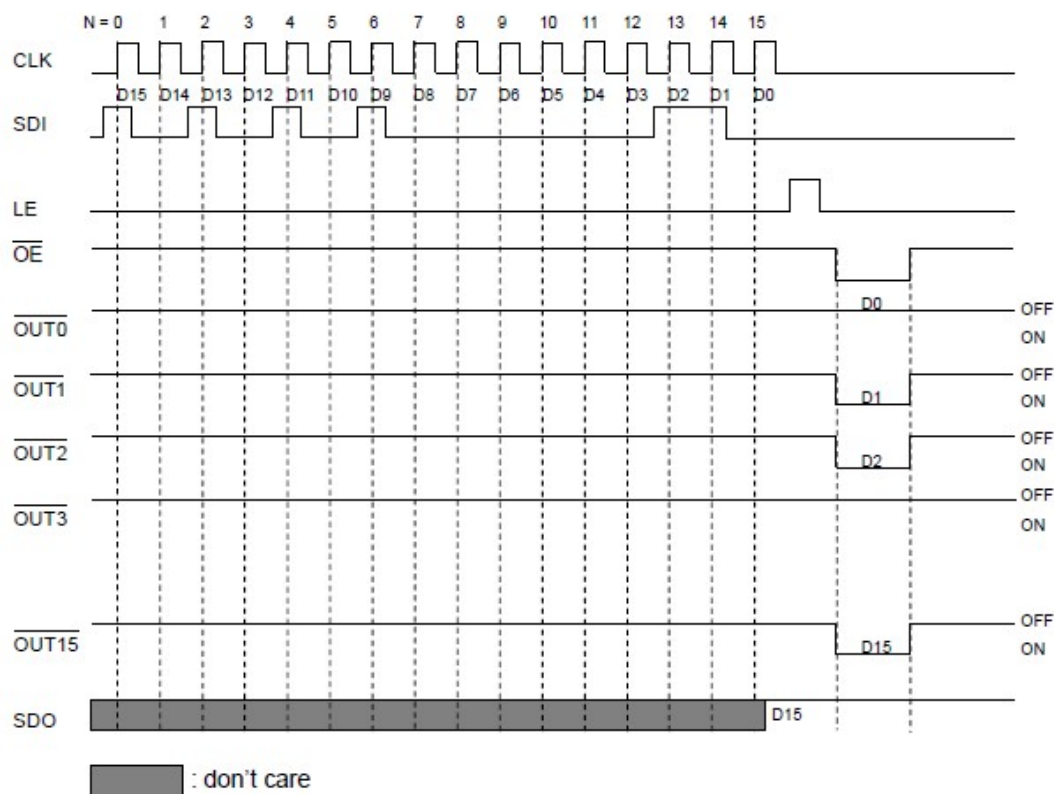 N = 0 1 2 3 4 5 6 7 8 9 10 11 12 13 14 15
CLK
D15 D14 D13 D12 D11 D10 D9 D8 D7 D6 D5 D4 D3 D2 D1 D0
SDI
LE
OE
D0
OFF
OUT0
ON
OFF
OUT1
D1
ON
OFF
OUT2
D2
ON
OFF
OUT3
ON
OFF
OUT15
D15
ON
SDO
D15
: don't care